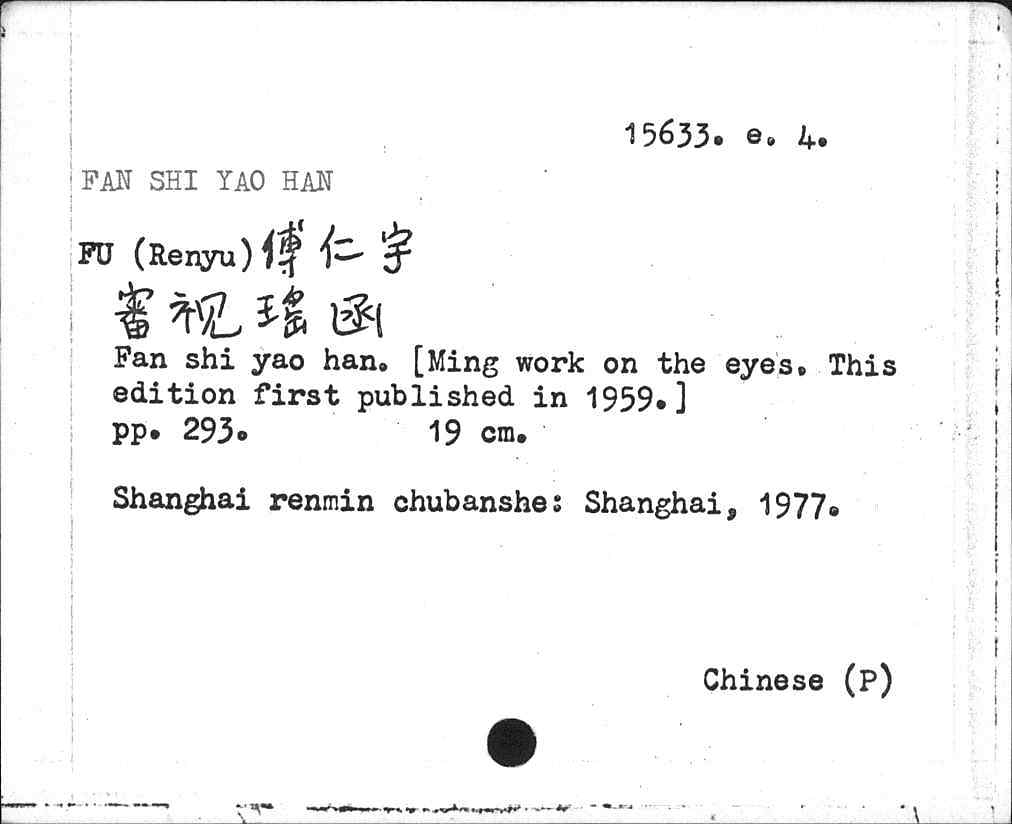 15633. e. 4.
FAN SHI YAO HAN
FU (Renyu) 傅仁宇
審视瑤函
Fan shi yao han. [Ming work on the eyes. This
edition first published in 1959.]
pp. 293. 19 cm.
Shanghai renmin chubanshe: Shanghai, 1977.
Chinese (P)